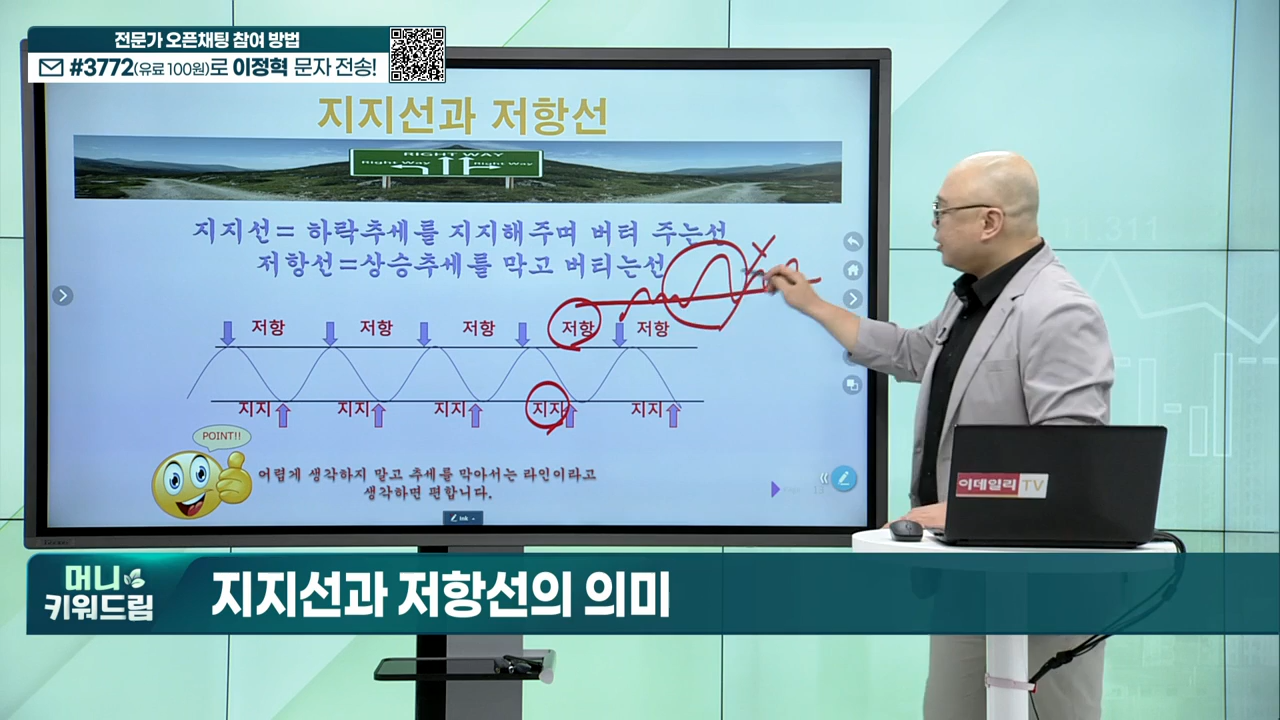 전문가 오픈채팅 참여 방법
#3772(유료 100원)로 이정혁 문자 전송!
지지선과 저항선
RIGHT WAY
Right Way Right Way
지지선= 하락추세를 지지해주며 버텨 주는선
저항선=상승추세를 막고 버티는선
저항 저항 저항 저항 저항
지지 지지 지지 지지 지지
POINT!!
어렵게 생각하지 말고 추세를 막아서는 라인이라고
생각하면 편합니다.
Ink
이데일리TV
머니
키워드림
지지선과 저항선의 의미